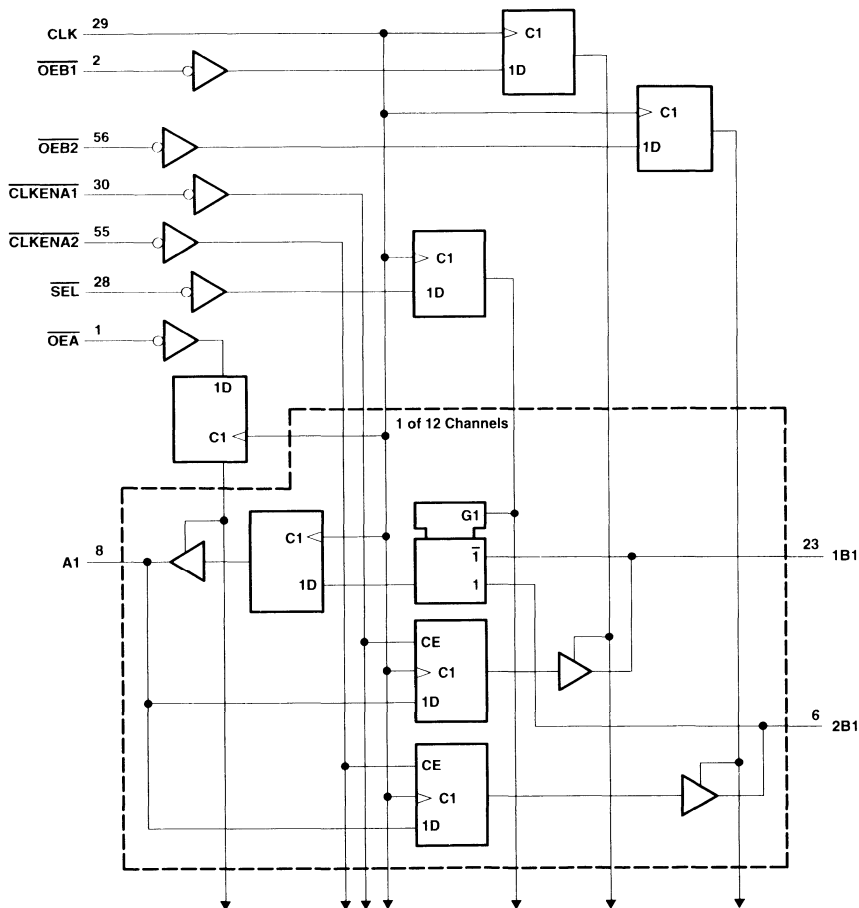 CLK 29
C1
OEB1 2
1D
C1
OEB2 56
1D
CLKENA1 30
CLKENA2 55
C1
SEL 28
1D
OEA 1
1D
C1
1 of 12 Channels
G1
C1
A1 8
1̅
23 1B1
1D
1
CE
C1
1D
6 2B1
CE
C1
1D